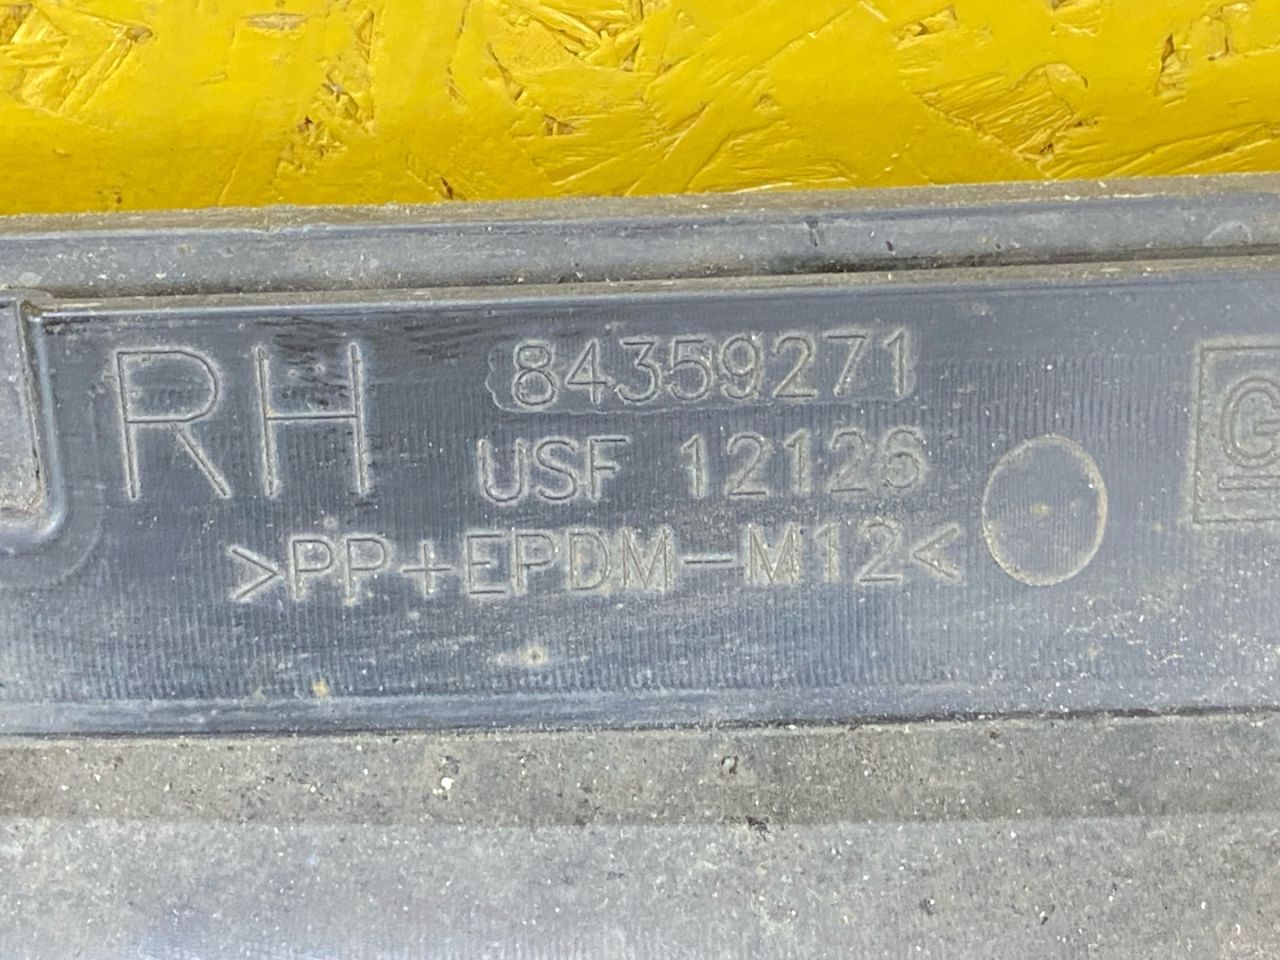 RH
84359271
USF 12126
>PP+EPDM-M12<
G